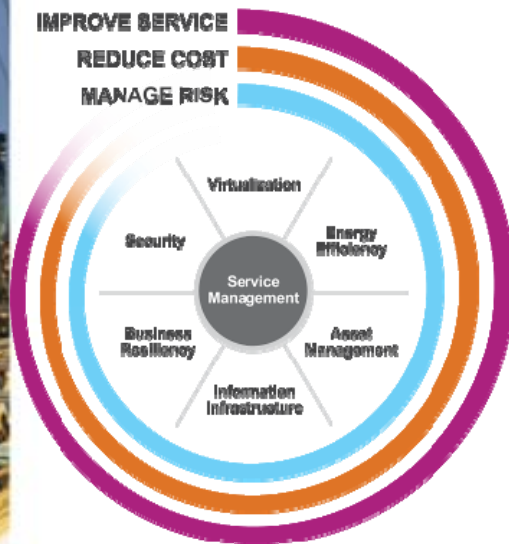 IMPROVE SERVICE
REDUCE COST
MANAGE RISK
Virtualization
Energy
Efficiency
Security
Service
Management
Business
Resiliency
Asset
Management
Information
Infrastructure